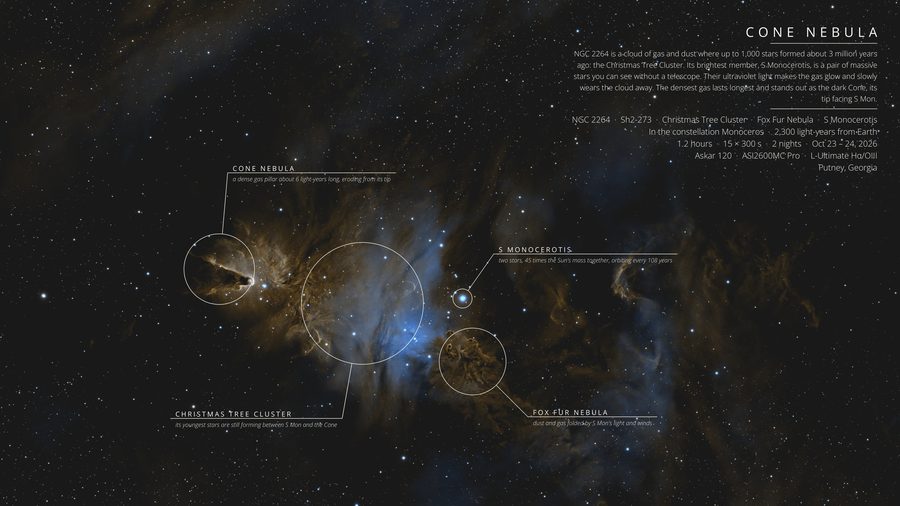 CONE NEBULA
NGC 2264 is a cloud of gas and dust where up to 1,000 stars formed about 3 million years
ago: the Christmas Tree Cluster. Its brightest member, S Monocerotis, is a pair of massive
stars you can see without a telescope. Their ultraviolet light makes the gas glow and slowly
wears the cloud away. The densest gas lasts longest and stands out as the dark Cone, its
tip facing S Mon.
NGC 2264 · Sh2-273 · Christmas Tree Cluster · Fox Fur Nebula · S Monocerotis
In the constellation Monoceros · 2,300 light-years from Earth
1.2 hours · 15 × 300 s · 2 nights · Oct 23 – 24, 2026
Askar 120 · ASI2600MC Pro · L-Ultimate Hα/OIII
Putney, Georgia
CONE NEBULA
a dense gas pillar about 6 light-years long, eroding from its tip
S MONOCEROTIS
two stars, 45 times the Sun's mass together, orbiting every 108 years
CHRISTMAS TREE CLUSTER
its youngest stars are still forming between S Mon and the Cone
FOX FUR NEBULA
dust and gas folded by S Mon's light and winds